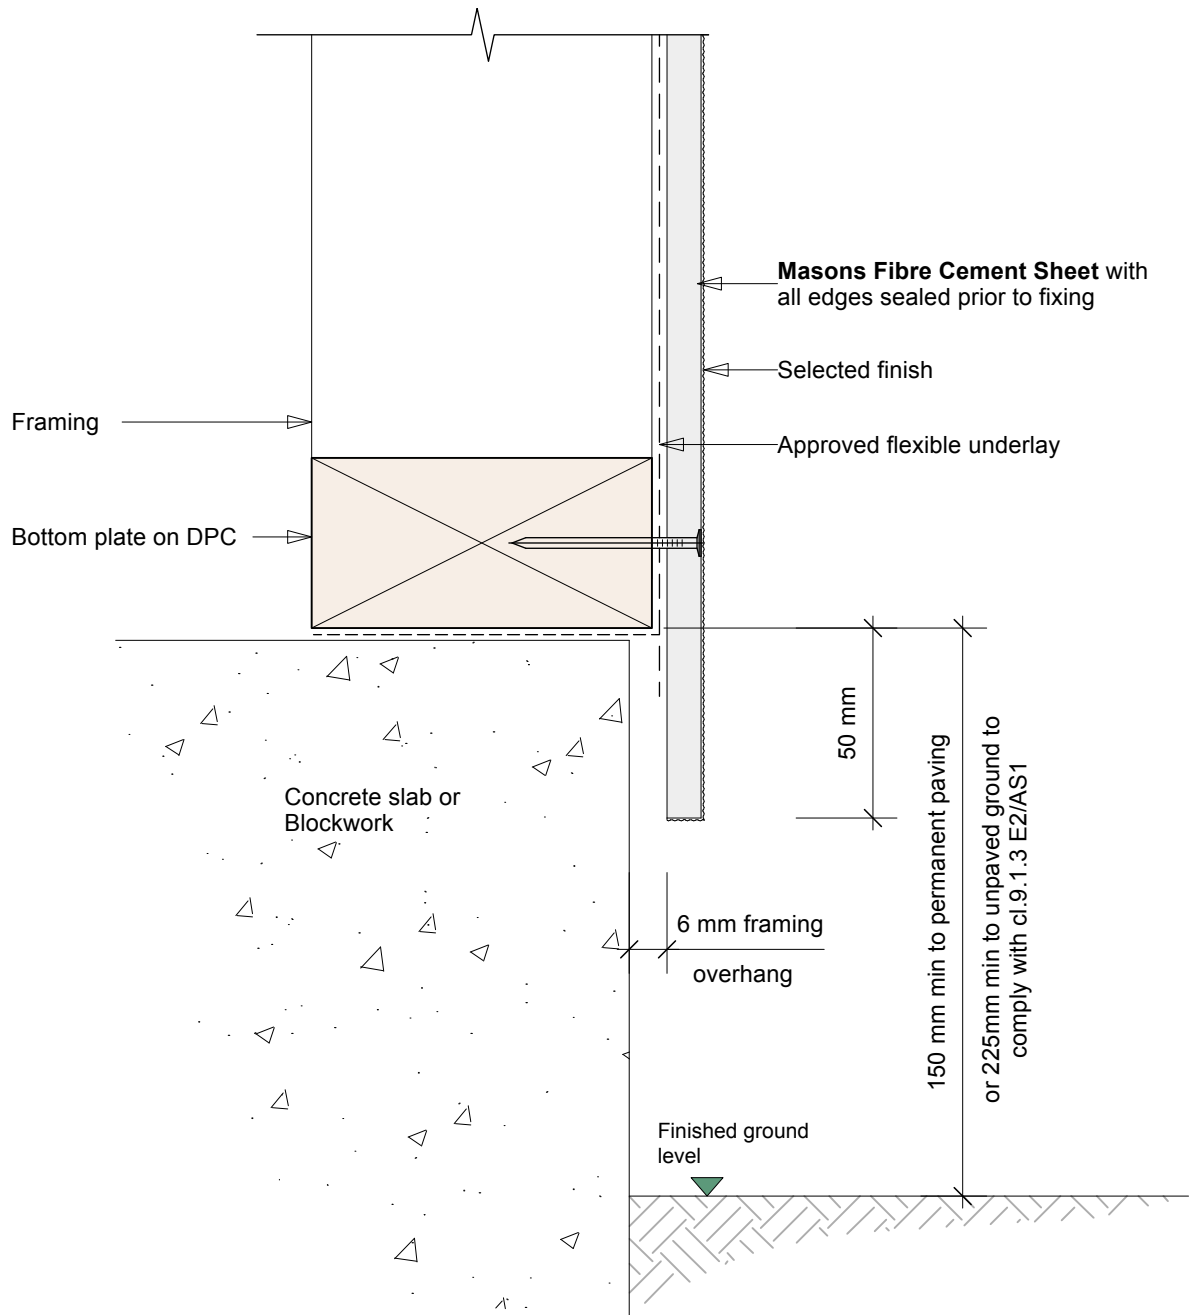 Masons Fibre Cement Sheet with
all edges sealed prior to fixing
Selected finish
Framing
Approved flexible underlay
Bottom plate on DPC
50 mm
150 mm min to permanent paving
or 225mm min to unpaved ground to
comply with cl.9.1.3 E2/AS1
Concrete slab or
Blockwork
6 mm framing
overhang
Finished ground
level